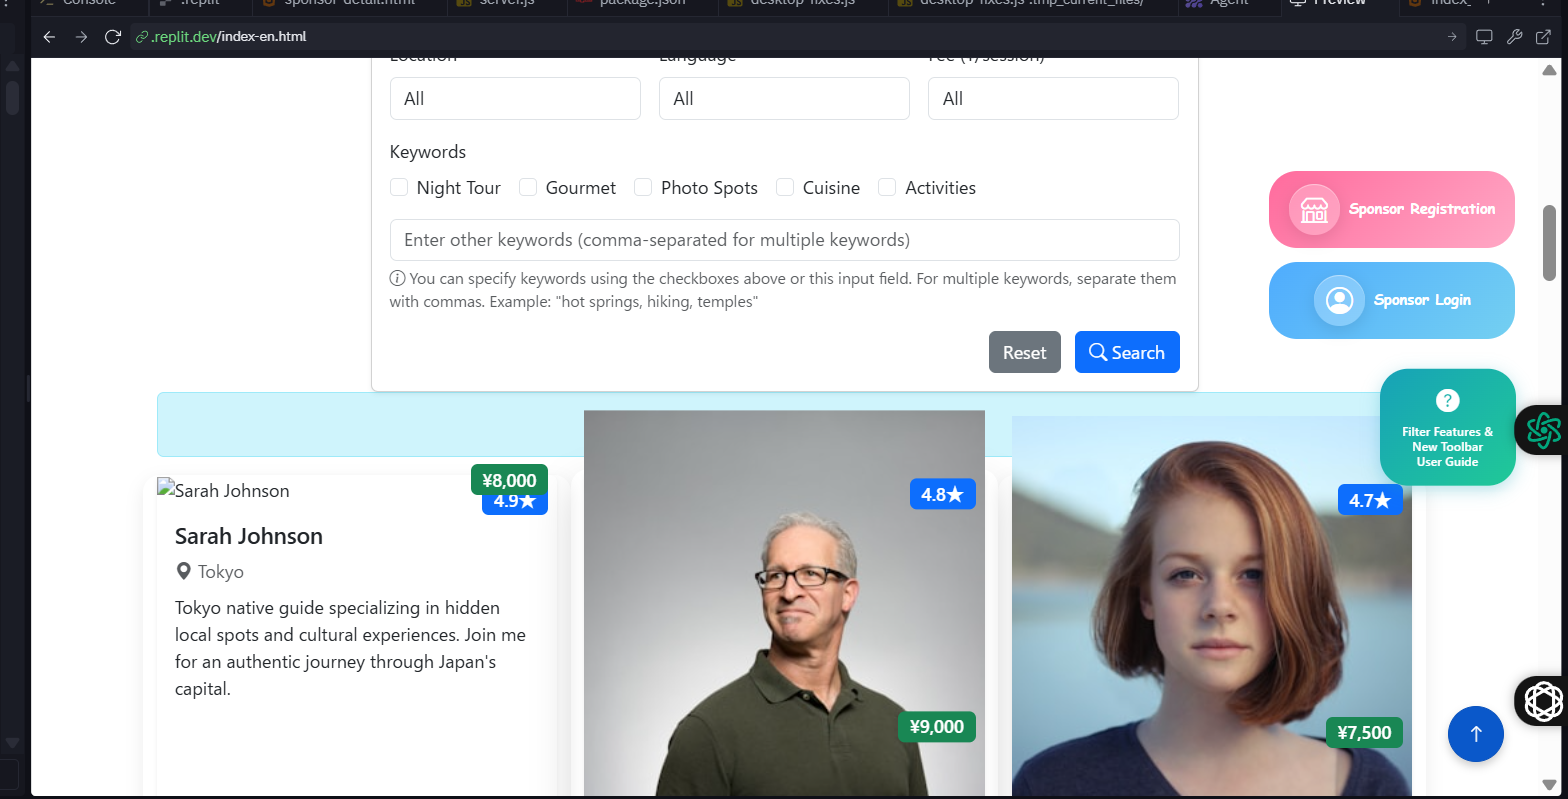 Console
.replit
sponsor-detail.html
server.js
package.json
desktop-fixes.js
desktop-fixes.js .tmp_current_files/
Agent
Preview
index_
.replit.dev/index-en.html
Location
Language
Fee (¥/session)
All
All
All
Keywords
Night Tour
Gourmet
Photo Spots
Cuisine
Activities
Enter other keywords (comma-separated for multiple keywords)
You can specify keywords using the checkboxes above or this input field. For multiple keywords, separate them
with commas. Example: "hot springs, hiking, temples"
Reset
Search
Sponsor Registration
Sponsor Login
?
Filter Features &
New Toolbar
User Guide
Sarah Johnson
¥8,000
4.9★
Sarah Johnson
Tokyo
Tokyo native guide specializing in hidden
local spots and cultural experiences. Join me
for an authentic journey through Japan's
capital.
4.8★
¥9,000
4.7★
¥7,500